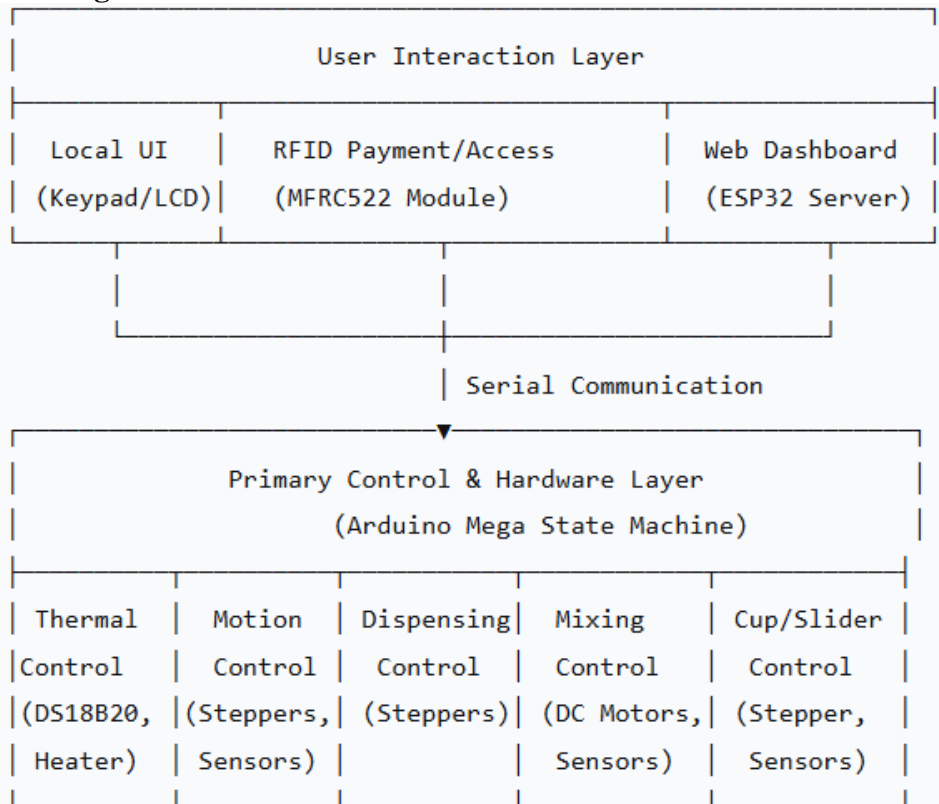 User Interaction Layer
Local UI RFID Payment/Access Web Dashboard
(Keypad/LCD) (MFRC522 Module) (ESP32 Server)
Serial Communication
Primary Control & Hardware Layer
(Arduino Mega State Machine)
Thermal Motion Dispensing Mixing Cup/Slider
Control Control Control Control Control
(DS18B20, (Steppers, (Steppers) (DC Motors, (Stepper,
Heater) Sensors) Sensors) Sensors)